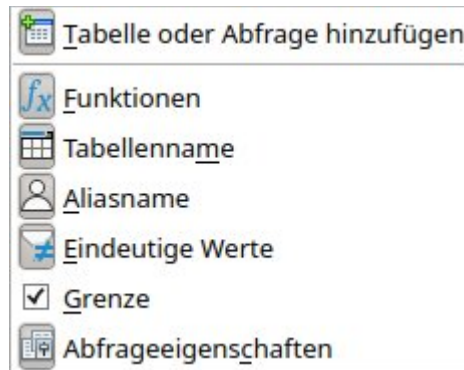 Tabelle oder Abfrage hinzufügen
Funktionen
Tabellenname
Aliasname
Eindeutige Werte
Grenze
Abfrageeigenschaften